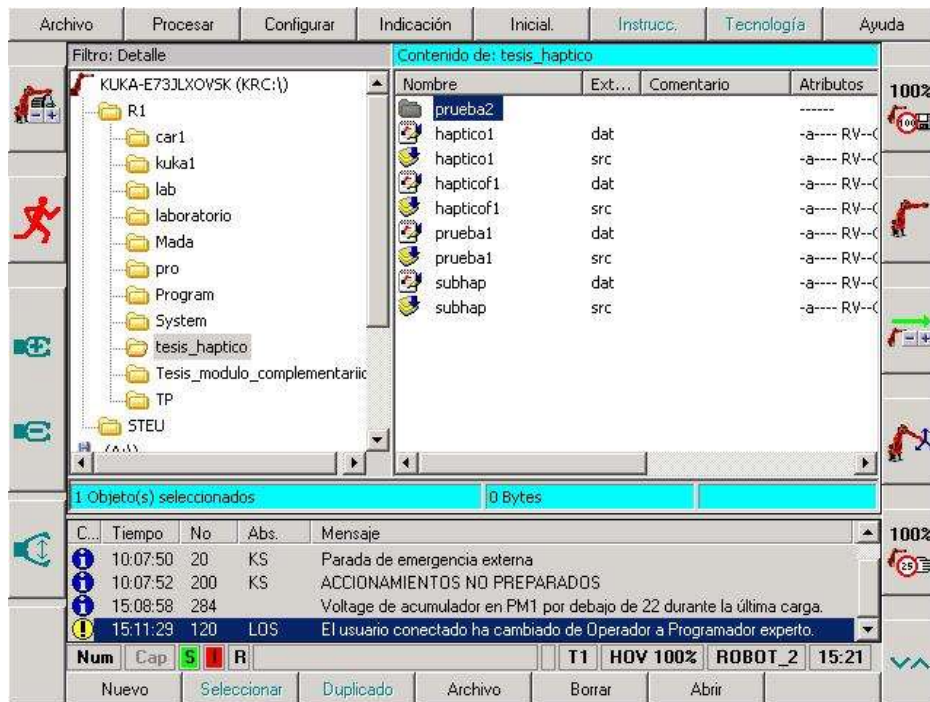 Archivo Procesar Configurar Indicación Inicial. Instrucc. Tecnología Ayuda
Filtro: Detalle
Contenido de: tesis_haptico
KUKA-E73JLXOVSK (KRC:\)
R1
car1
kuka1
lab
laboratorio
Mada
pro
Program
System
tesis_haptico
Tesis_modulo_complementariic
TP
STEU
(A:\)
Nombre Ext... Comentario Atributos
prueba2 ------
haptico1 dat -a---- RV--
haptico1 src -a---- RV--
hapticof1 dat -a---- RV--
hapticof1 src -a---- RV--
prueba1 dat -a---- RV--
prueba1 src -a---- RV--
subhap dat -a---- RV--
subhap src -a---- RV--
100%
100
1 Objeto(s) seleccionados 0 Bytes
C... Tiempo No Abs. Mensaje
10:07:50 20 KS Parada de emergencia externa
10:07:52 200 KS ACCIONAMIENTOS NO PREPARADOS
15:08:58 284 Voltage de acumulador en PM1 por debajo de 22 durante la última carga.
15:11:29 120 LOS El usuario conectado ha cambiado de Operador a Programador experto.
100%
25
Num Cap S I R T1 HOV 100% ROBOT_2 15:21
Nuevo Seleccionar Duplicado Archivo Borrar Abrir